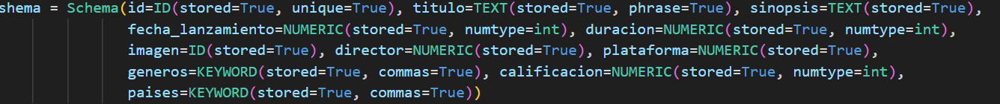 shema = Schema(id=ID(stored=True, unique=True), titulo=TEXT(stored=True, phrase=True), sinopsis=TEXT(stored=True),
fecha_lanzamiento=NUMERIC(stored=True, numtype=int), duracion=NUMERIC(stored=True, numtype=int),
imagen=ID(stored=True), director=NUMERIC(stored=True), plataforma=NUMERIC(stored=True),
generos=KEYWORD(stored=True, commas=True), calificacion=NUMERIC(stored=True, numtype=int),
paises=KEYWORD(stored=True, commas=True))